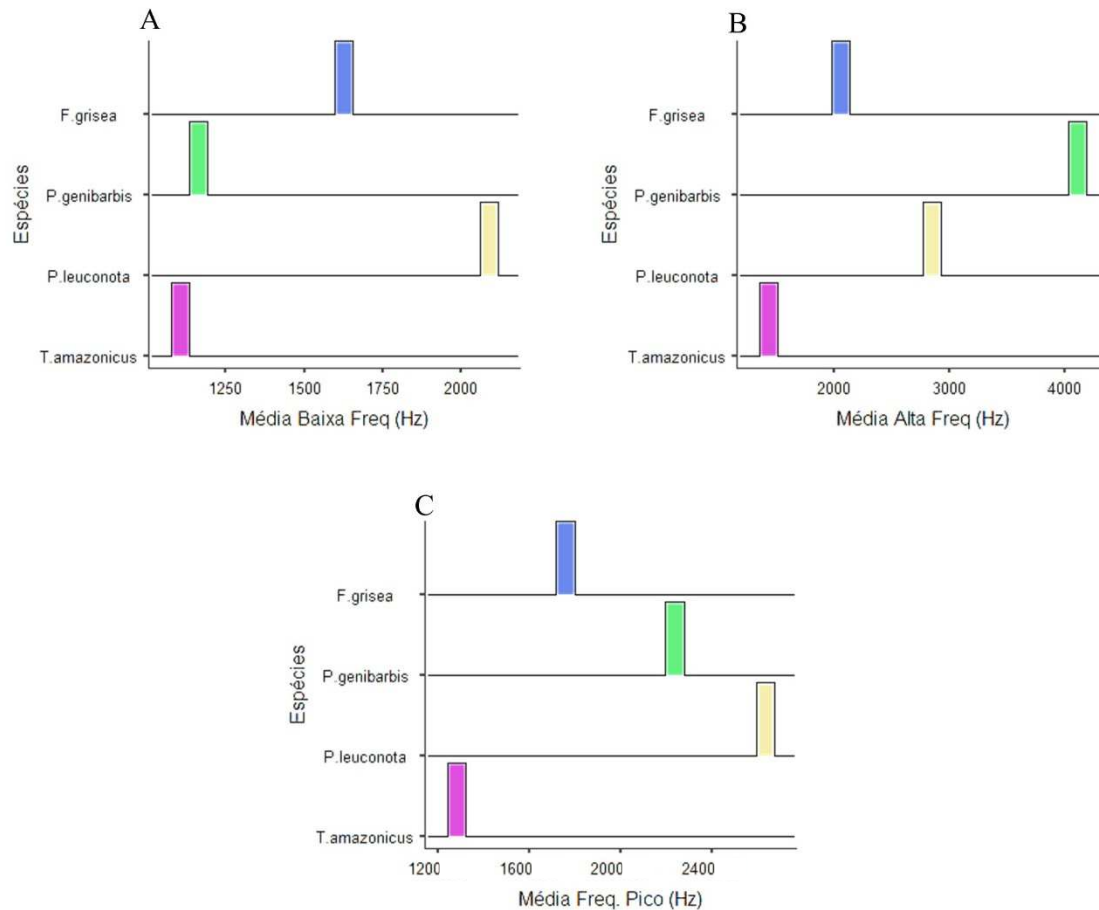 A
Espécies
F.grisea
P.genibarbis
P.leuconota
T.amazonicus
1250 1500 1750 2000
Média Baixa Freq (Hz)
B
Espécies
F.grisea
P.genibarbis
P.leuconota
T.amazonicus
2000 3000 4000
Média Alta Freq (Hz)
C
Espécies
F.grisea
P.genibarbis
P.leuconota
T.amazonicus
1200 1600 2000 2400
Média Freq. Pico (Hz)